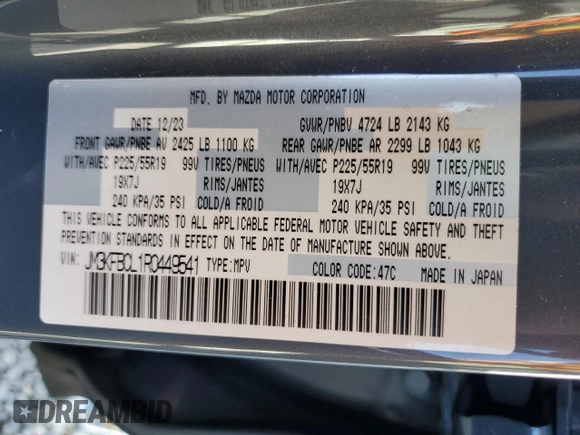 MFD. BY MAZDA MOTOR CORPORATION
DATE 12/23 GVWR/PNBV 4724 LB 2143 KG
FRONT GAWR/PNBE AV 2425 LB 1100 KG REAR GAWR/PNBE AR 2299 LB 1043 KG
WITH/AVEC P225/55R19 99V TIRES/PNEUS WITH/AVEC P225/55R19 99V TIRES/PNEUS
19X7J RIMS/JANTES 19X7J RIMS/JANTES
240 KPA/35 PSI COLD/A FROID 240 KPA/35 PSI COLD/A FROID
THIS VEHICLE CONFORMS TO ALL APPLICABLE FEDERAL MOTOR VEHICLE SAFETY AND THEFT
PREVENTION STANDARDS IN EFFECT ON THE DATE OF MANUFACTURE SHOWN ABOVE.
VIN: JM3KFBCL1R0449541 TYPE:MPV COLOR CODE:47C MADE IN JAPAN
DREAMBID